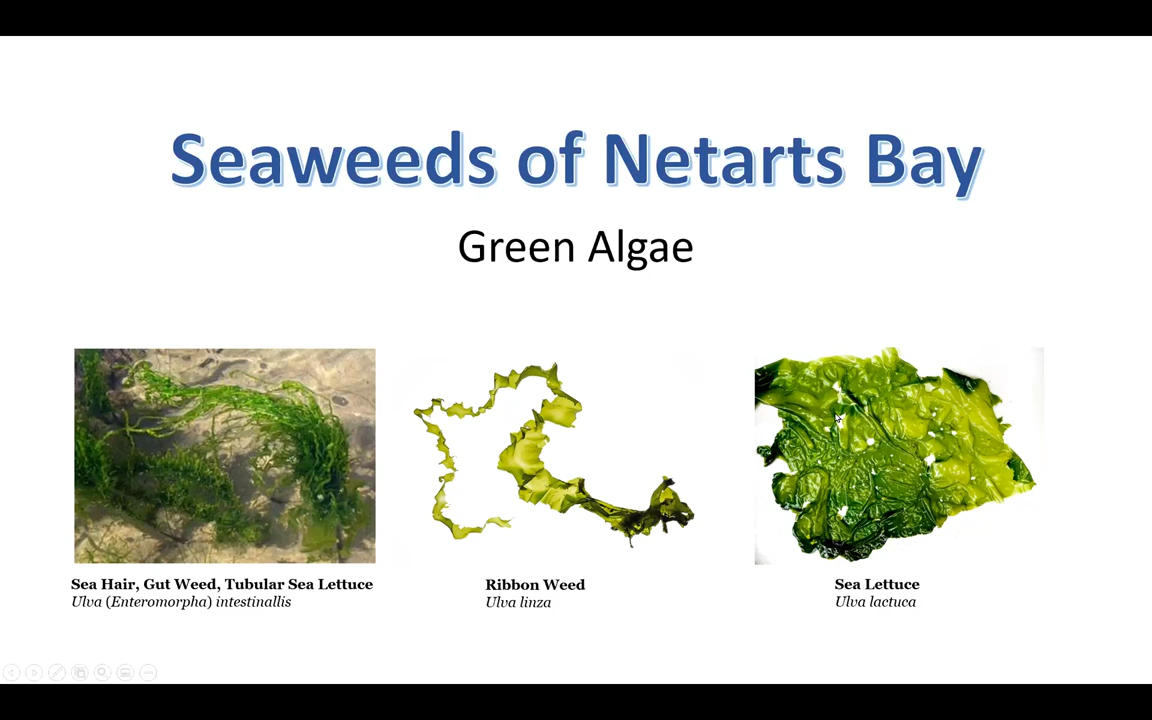 Seaweeds of Netarts Bay
Green Algae
Sea Hair, Gut Weed, Tubular Sea Lettuce
Ulva (Enteromorpha) intestinallis
Ribbon Weed
Ulva linza
Sea Lettuce
Ulva lactuca